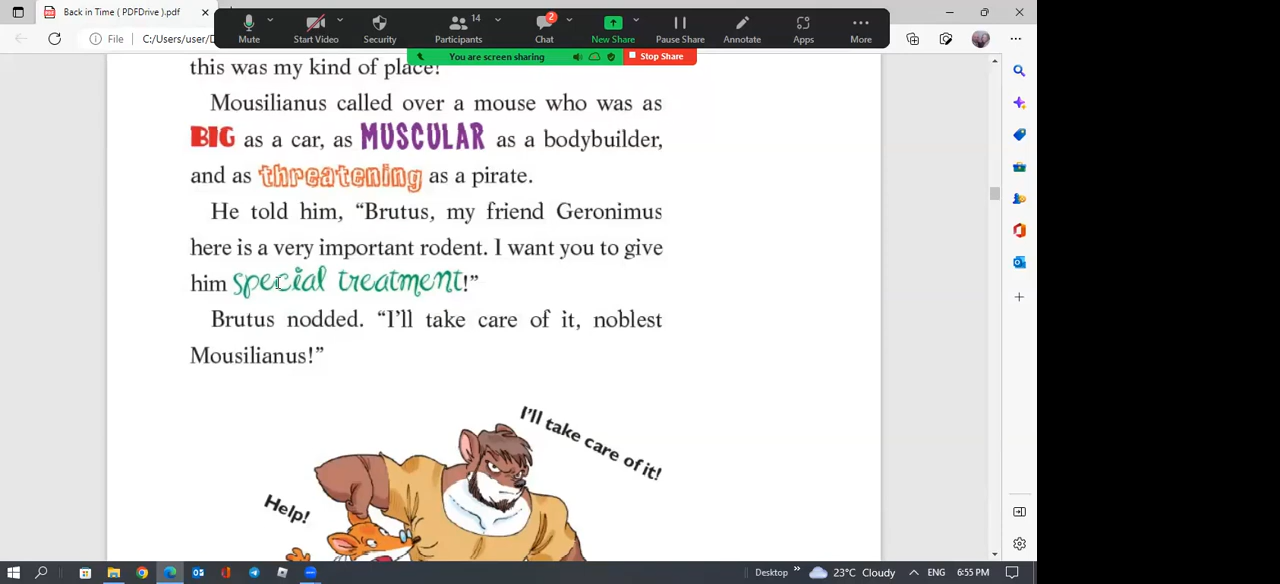 Back in Time ( PDFDrive ).pdf
File
C:/Users/user/D
Mute
Start Video
Security
14
Participants
2
Chat
New Share
Pause Share
Annotate
Apps
More
You are screen sharing
Stop Share
this was my kind of place!
Mousilianus called over a mouse who was as
BIG as a car, as MUSCULAR as a bodybuilder,
and as threatening as a pirate.
He told him, “Brutus, my friend Geronimus
here is a very important rodent. I want you to give
him special treatment!”
Brutus nodded. “I’ll take care of it, noblest
Mousilianus!”
I'll take care of it!
Help!
Desktop
23°C Cloudy
ENG
6:55 PM